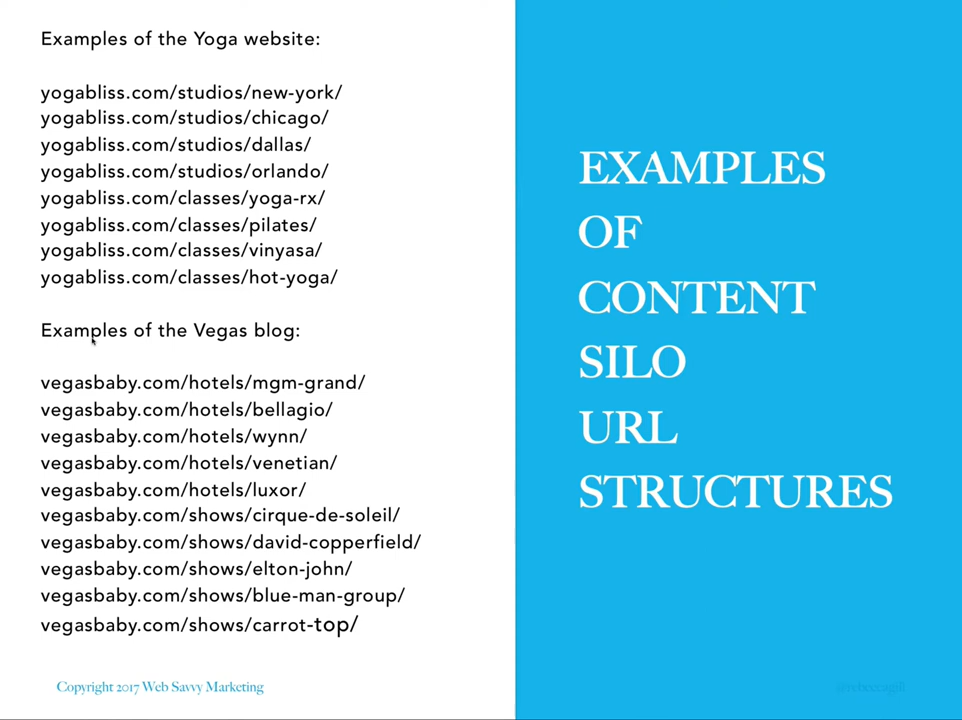 Examples of the Yoga website:
yogabliss.com/studios/new-york/
yogabliss.com/studios/chicago/
yogabliss.com/studios/dallas/
yogabliss.com/studios/orlando/
yogabliss.com/classes/yoga-rx/
yogabliss.com/classes/pilates/
yogabliss.com/classes/vinyasa/
yogabliss.com/classes/hot-yoga/
Examples of the Vegas blog:
vegasbaby.com/hotels/mgm-grand/
vegasbaby.com/hotels/bellagio/
vegasbaby.com/hotels/wynn/
vegasbaby.com/hotels/venetian/
vegasbaby.com/hotels/luxor/
vegasbaby.com/shows/cirque-de-soleil/
vegasbaby.com/shows/david-copperfield/
vegasbaby.com/shows/elton-john/
vegasbaby.com/shows/blue-man-group/
vegasbaby.com/shows/carrot-top/
Copyright 2017 Web Savvy Marketing
EXAMPLES
OF
CONTENT
SILO
URL
STRUCTURES